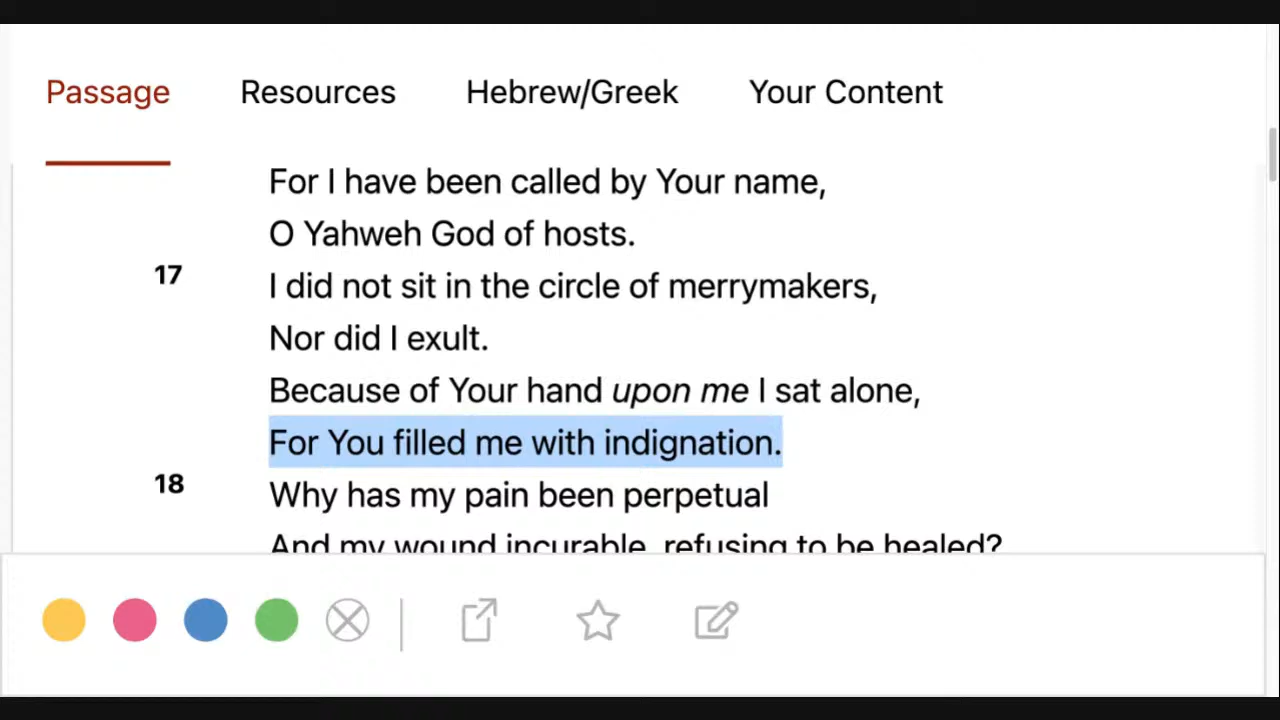 Passage Resources Hebrew/Greek Your Content
For I have been called by Your name,
O Yahweh God of hosts.
17 I did not sit in the circle of merrymakers,
Nor did I exult.
Because of Your hand upon me I sat alone,
For You filled me with indignation.
18 Why has my pain been perpetual
And my wound incurable, refusing to be healed?